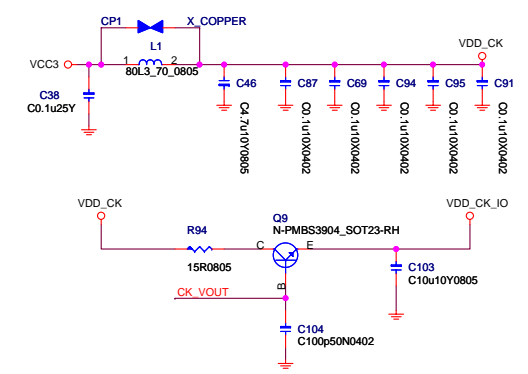 CP1
X_COPPER
L1
VDD_CK
VCC3
1
2
80L3_70_0805
C38
C0.1u25Y
C46
C4.7u10Y0805
C87
C0.1u10X0402
C69
C0.1u10X0402
C94
C0.1u10X0402
C95
C0.1u10X0402
C91
C0.1u10X0402
VDD_CK
VDD_CK_IO
Q9
N-PMBS3904_SOT23-RH
R94
C
E
15R0805
B
C103
C10u10Y0805
CK_VOUT
C104
C100p50N0402